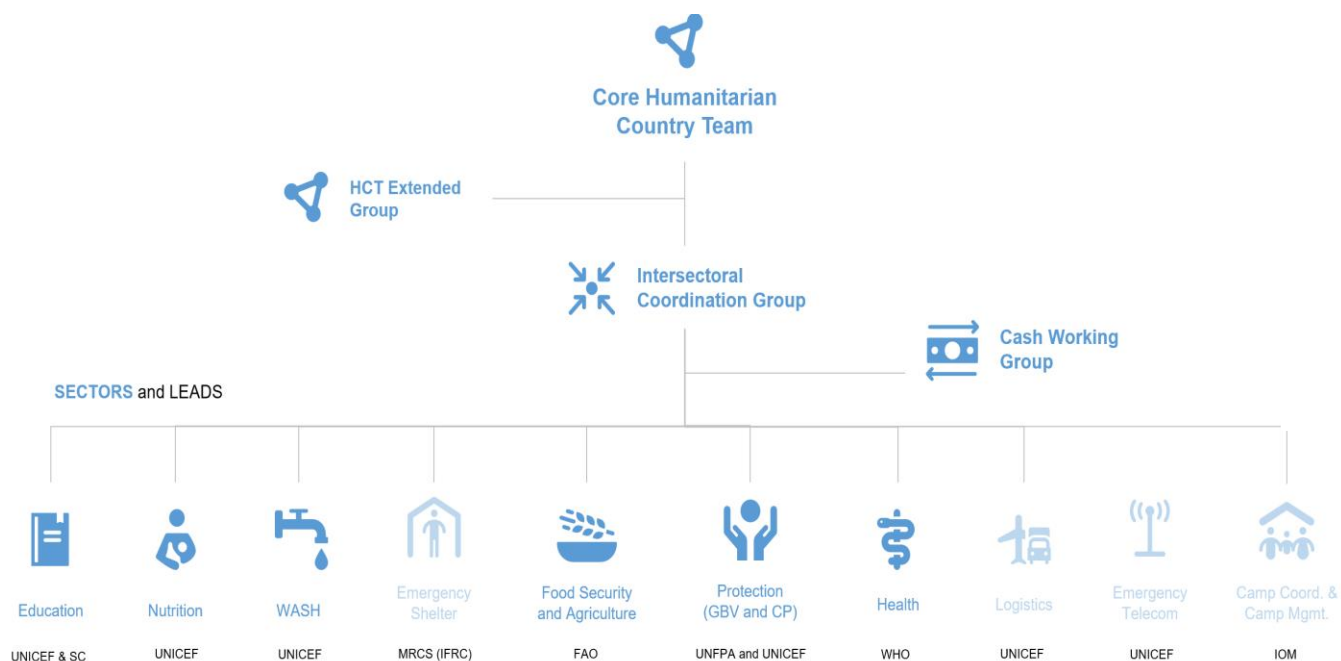 Core Humanitarian
Country Team
HCT Extended
Group
Intersectoral
Coordination Group
Cash Working
Group
SECTORS and LEADS
Education
Nutrition
WASH
Emergency
Shelter
Food Security
and Agriculture
Protection
(GBV and CP)
Health
Logistics
Emergency
Telecom
Camp Coord. &
Camp Mgmt.
UNICEF & SC
UNICEF
UNICEF
MRCS (IFRC)
FAO
UNFPA and UNICEF
WHO
UNICEF
UNICEF
IOM